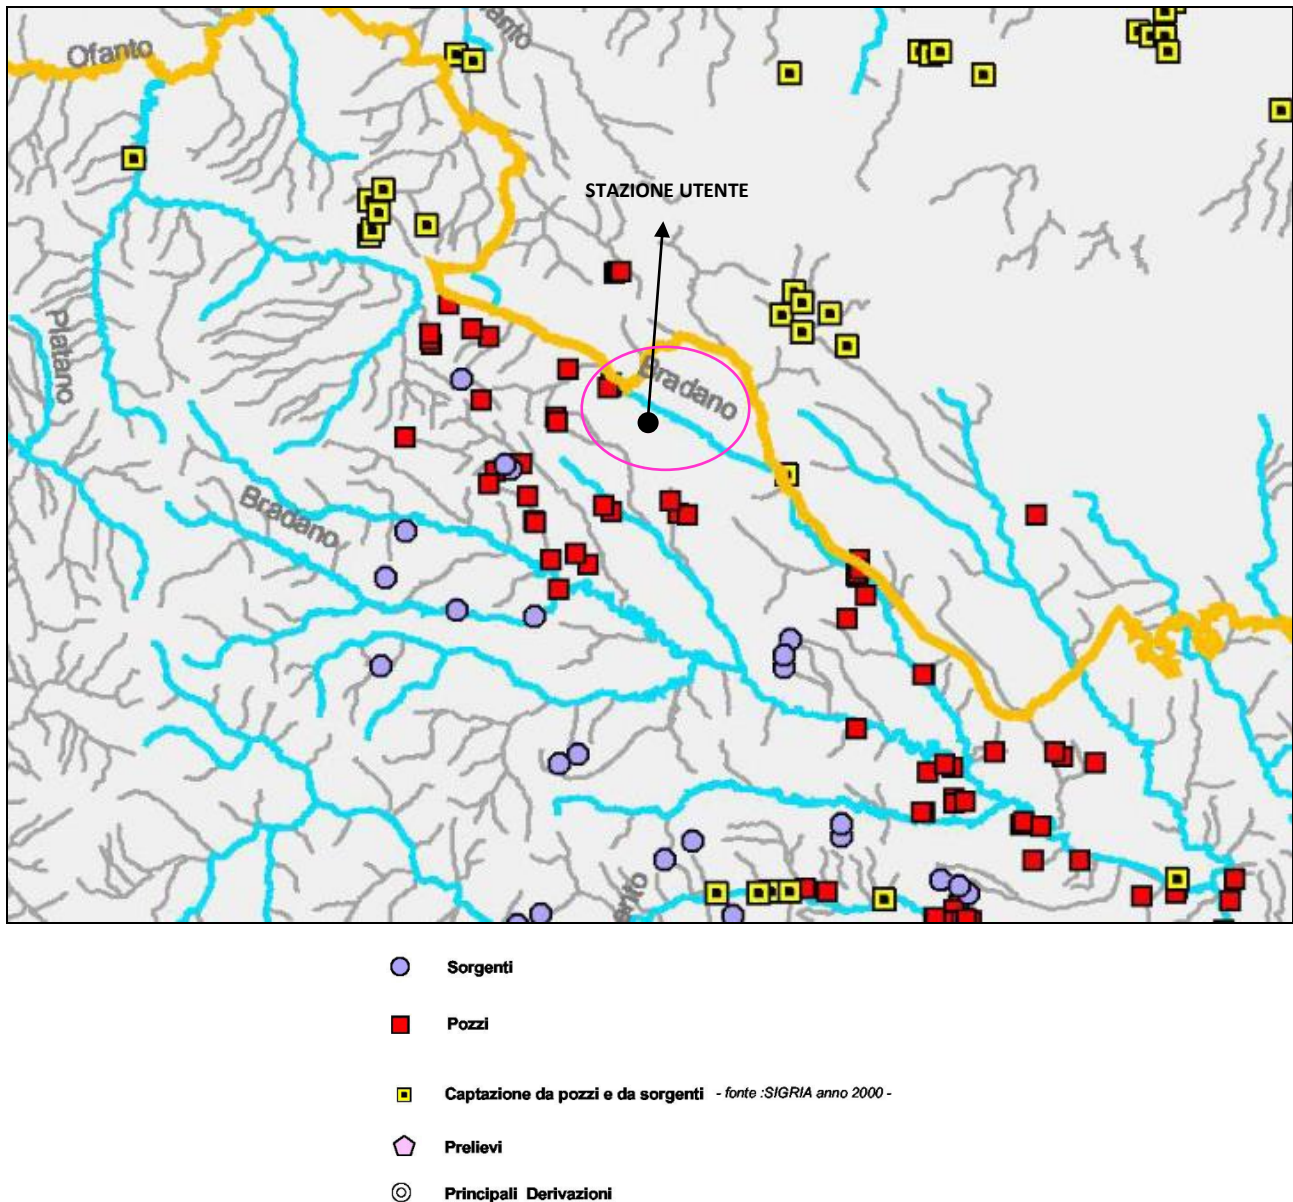 Ofanto
STAZIONE UTENTE
Platano
Bradano
Bradano
Sorgenti
Pozzi
Captazione da pozzi e da sorgenti - fonte :SIGRIA anno 2000 -
Prelievi
Principali Derivazioni